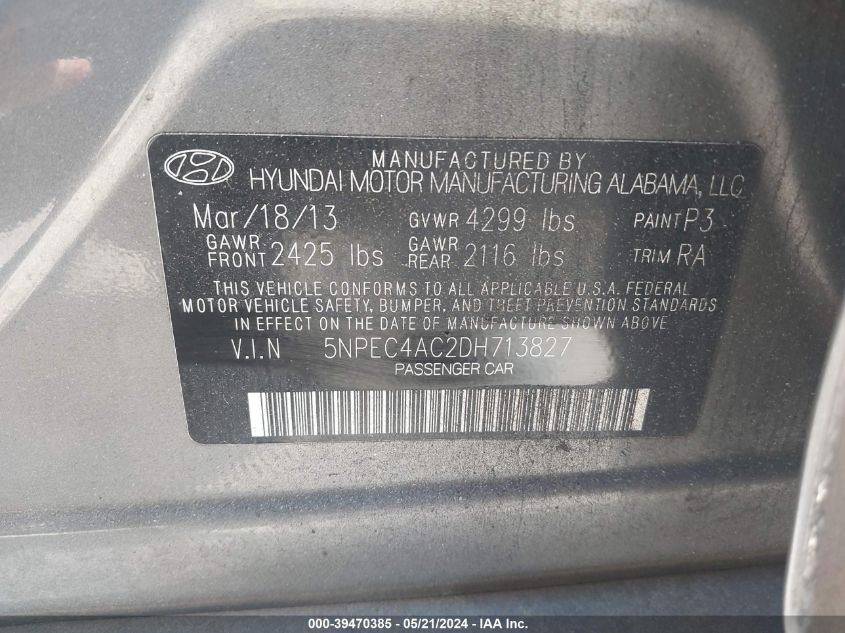 MANUFACTURED BY
HYUNDAI MOTOR MANUFACTURING ALABAMA, LLC
Mar/18/13 GVWR 4299 lbs PAINT P3
GAWR FRONT 2425 lbs GAWR REAR 2116 lbs TRIM RA
THIS VEHICLE CONFORMS TO ALL APPLICABLE U.S.A. FEDERAL
MOTOR VEHICLE SAFETY, BUMPER, AND THEFT PREVENTION STANDARDS
IN EFFECT ON THE DATE OF MANUFACTURE SHOWN ABOVE
V.I.N 5NPEC4AC2DH713827
PASSENGER CAR
000-39470385 - 05/21/2024 - IAA Inc.